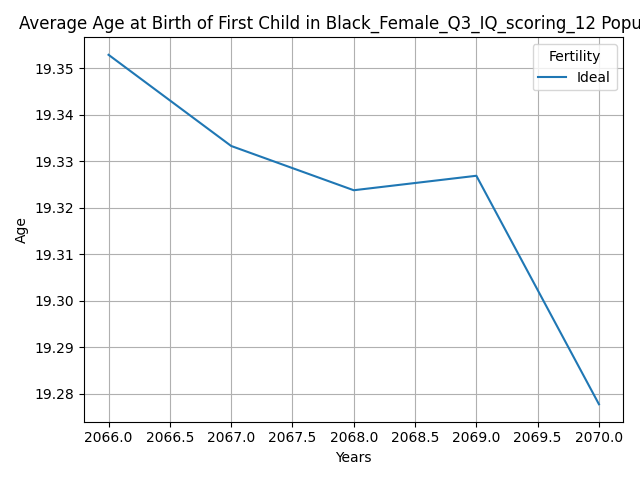 Average Age at Birth of First Child in Black_Female_Q3_IQ_scoring_12 Popu
Fertility
Ideal
19.35
19.34
19.33
19.32
19.31
19.30
19.29
19.28
Age
2066.0 2066.5 2067.0 2067.5 2068.0 2068.5 2069.0 2069.5 2070.0
Years